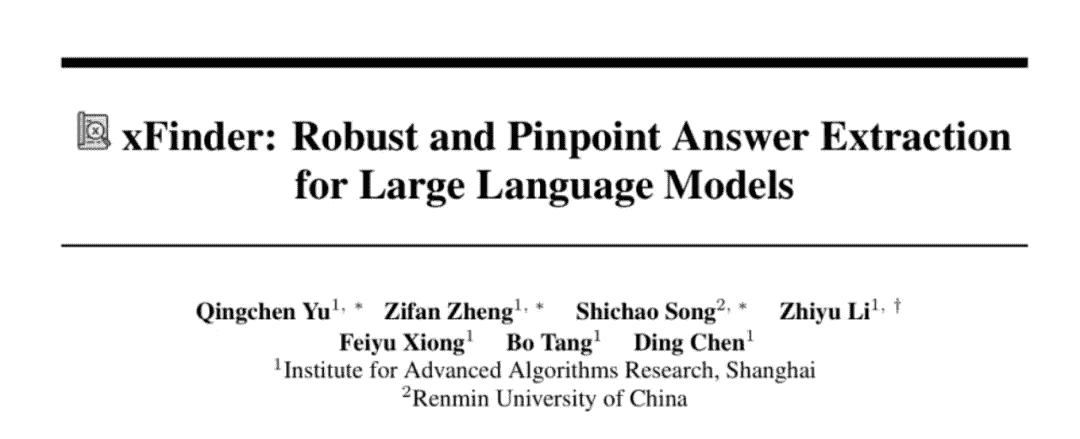 xFinder: Robust and Pinpoint Answer Extraction
for Large Language Models
Qingchen Yu¹, * Zifan Zheng¹, * Shichao Song², * Zhiyu Li¹, †
Feiyu Xiong¹ Bo Tang¹ Ding Chen¹
¹Institute for Advanced Algorithms Research, Shanghai
²Renmin University of China